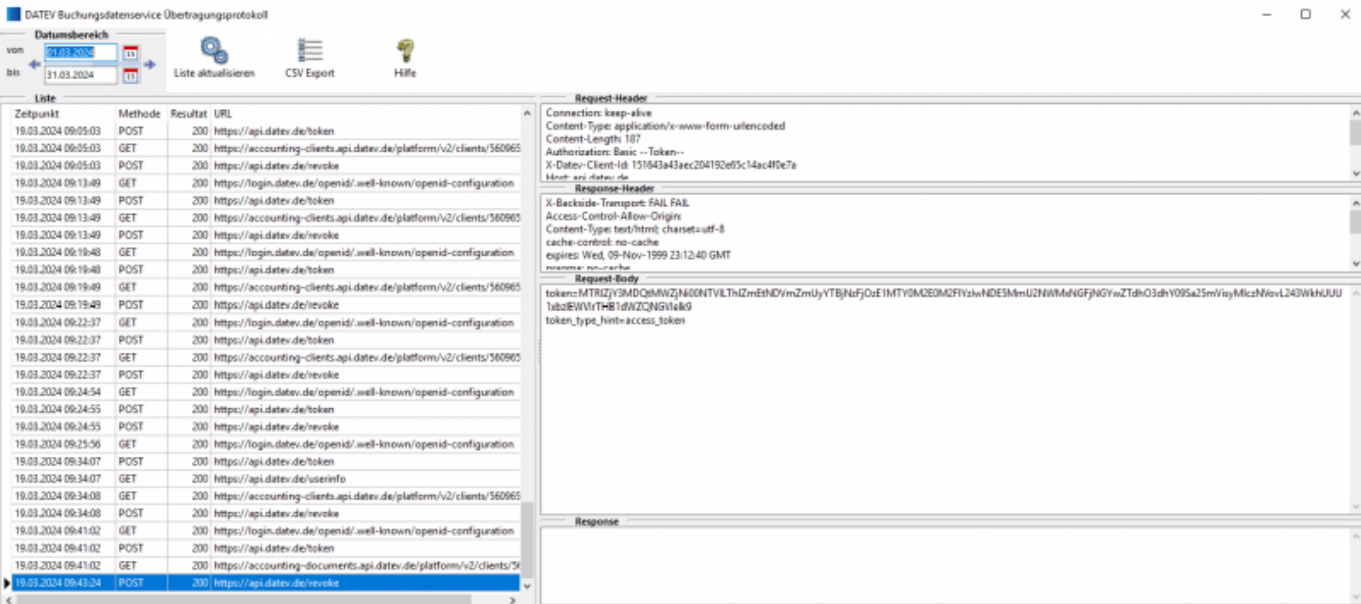 DATEV Buchungsdatenservice Übertragungsprotokoll
Datumsbereich
von 01.03.2024
bis 31.03.2024
Liste aktualisieren
CSV Export
Hilfe
Liste
Zeitpunkt Methode Resultat URL
19.03.2024 09:05:03 POST 200 https://api.datev.de/token
19.03.2024 09:05:03 GET 200 https://accounting-clients.api.datev.de/platform/v2/clients/560965
19.03.2024 09:05:03 POST 200 https://api.datev.de/revoke
19.03.2024 09:13:49 GET 200 https://login.datev.de/openid/.well-known/openid-configuration
19.03.2024 09:13:49 POST 200 https://api.datev.de/token
19.03.2024 09:13:49 GET 200 https://accounting-clients.api.datev.de/platform/v2/clients/560965
19.03.2024 09:13:49 POST 200 https://api.datev.de/revoke
19.03.2024 09:19:48 GET 200 https://login.datev.de/openid/.well-known/openid-configuration
19.03.2024 09:19:48 POST 200 https://api.datev.de/token
19.03.2024 09:19:49 GET 200 https://accounting-clients.api.datev.de/platform/v2/clients/560965
19.03.2024 09:19:49 POST 200 https://api.datev.de/revoke
19.03.2024 09:22:37 GET 200 https://login.datev.de/openid/.well-known/openid-configuration
19.03.2024 09:22:37 POST 200 https://api.datev.de/token
19.03.2024 09:22:37 GET 200 https://accounting-clients.api.datev.de/platform/v2/clients/560965
19.03.2024 09:22:37 POST 200 https://api.datev.de/revoke
19.03.2024 09:24:54 GET 200 https://login.datev.de/openid/.well-known/openid-configuration
19.03.2024 09:24:55 POST 200 https://api.datev.de/token
19.03.2024 09:24:55 POST 200 https://api.datev.de/revoke
19.03.2024 09:25:56 GET 200 https://login.datev.de/openid/.well-known/openid-configuration
19.03.2024 09:34:07 POST 200 https://api.datev.de/token
19.03.2024 09:34:07 GET 200 https://api.datev.de/userinfo
19.03.2024 09:34:08 GET 200 https://accounting-clients.api.datev.de/platform/v2/clients/560965
19.03.2024 09:34:08 POST 200 https://api.datev.de/revoke
19.03.2024 09:41:02 GET 200 https://login.datev.de/openid/.well-known/openid-configuration
19.03.2024 09:41:02 POST 200 https://api.datev.de/token
19.03.2024 09:41:02 GET 200 https://accounting-documents.api.datev.de/platform/v2/clients/56
19.03.2024 09:43:24 POST 200 https://api.datev.de/revoke
Request-Header
Connection: keep-alive
Content-Type: application/x-www-form-urlencoded
Content-Length: 187
Authorization: Basic --Token--
X-Datev-Client-Id: 151643a43aec204192e65c14ac4f0e7a
Host: api.datev.de
Response-Header
X-Backside-Transport: FAIL FAIL
Access-Control-Allow-Origin:
Content-Type: text/html; charset=utf-8
cache-control: no-cache
expires: Wed, 09-Nov-1999 23:12:40 GMT
pragma: no-cache
Request-Body
token_type_hint=access_token
Response